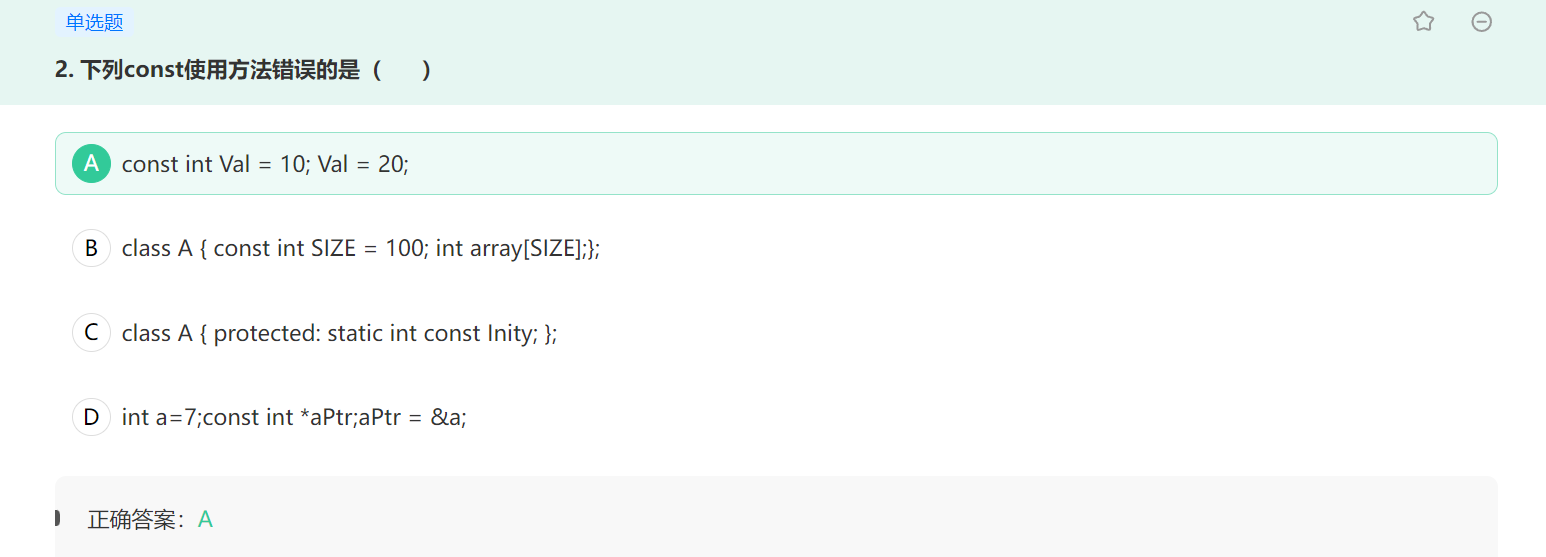 单选题
2. 下列const使用方法错误的是（　　）
A const int Val = 10; Val = 20;
B class A { const int SIZE = 100; int array[SIZE];};
C class A { protected: static int const Inity; };
D int a=7;const int *aPtr;aPtr = &a;
正确答案：A